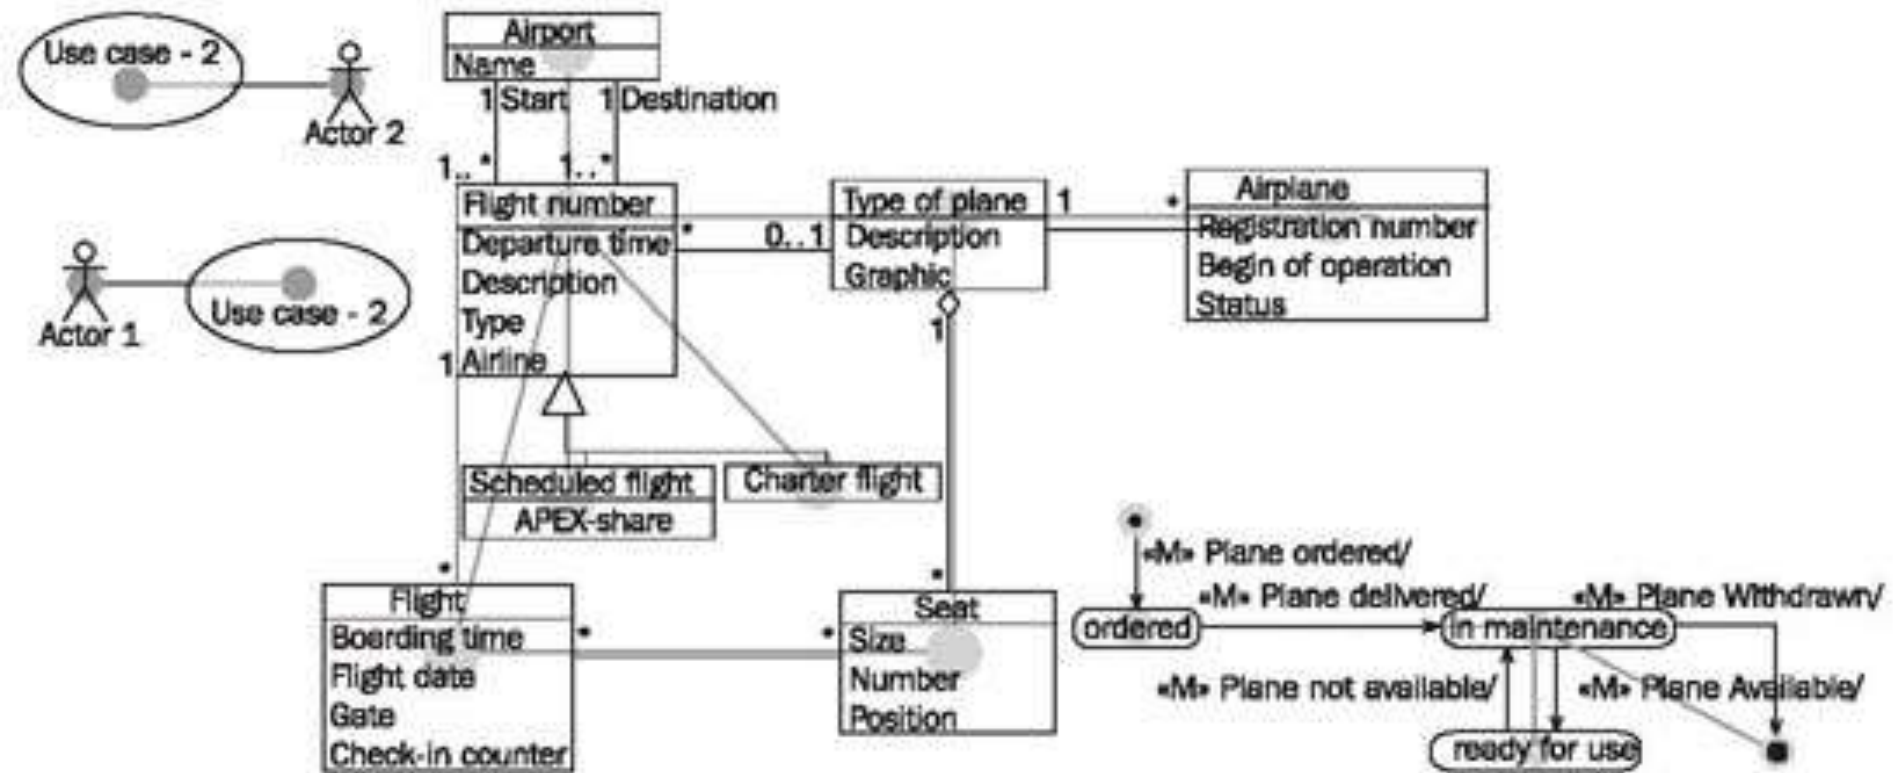 Use case - 2
Actor 2
Airport
Name
1 Start 1 Destination
1..* 1..*
Flight number
Departure time
Description
Type
Airline
* 0..1
Type of plane
Description
Graphic
1 *
Airplane
Registration number
Begin of operation
Status
Actor 1
Use case - 2
1
1
Scheduled flight
APEX-share
Charter flight
*
Flight
Boarding time
Flight date
Gate
Check-in counter
* *
*
Seat
Size
Number
Position
«M» Plane ordered/
«M» Plane delivered/
«M» Plane Withdrawn/
ordered
in maintenance
«M» Plane not available/
«M» Plane Available/
ready for use